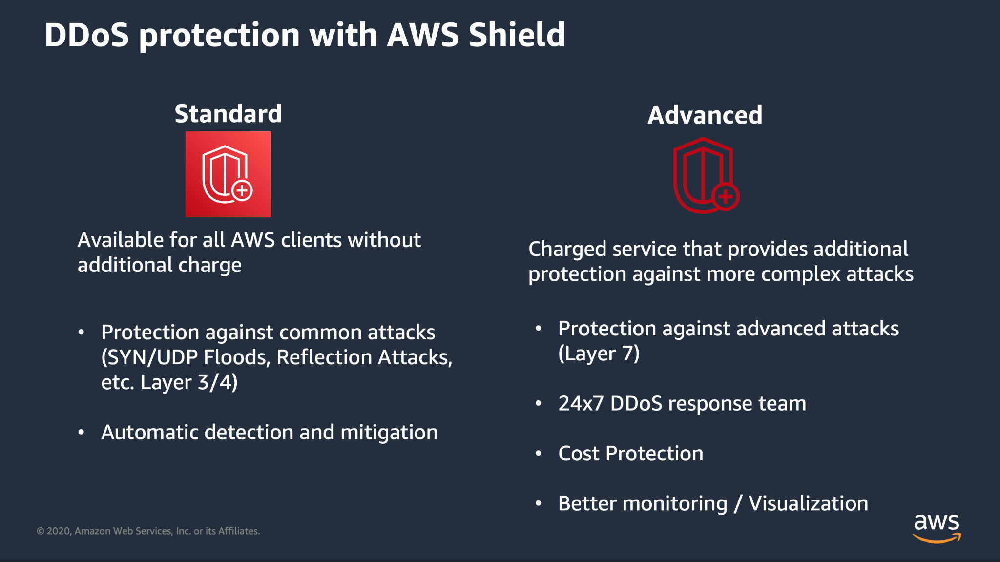 DDoS protection with AWS Shield
Standard
Available for all AWS clients without
additional charge
• Protection against common attacks
(SYN/UDP Floods, Reflection Attacks,
etc. Layer 3/4)
• Automatic detection and mitigation
Advanced
Charged service that provides additional
protection against more complex attacks
• Protection against advanced attacks
(Layer 7)
• 24x7 DDoS response team
• Cost Protection
• Better monitoring / Visualization
© 2020, Amazon Web Services, Inc. or its Affiliates.
aws